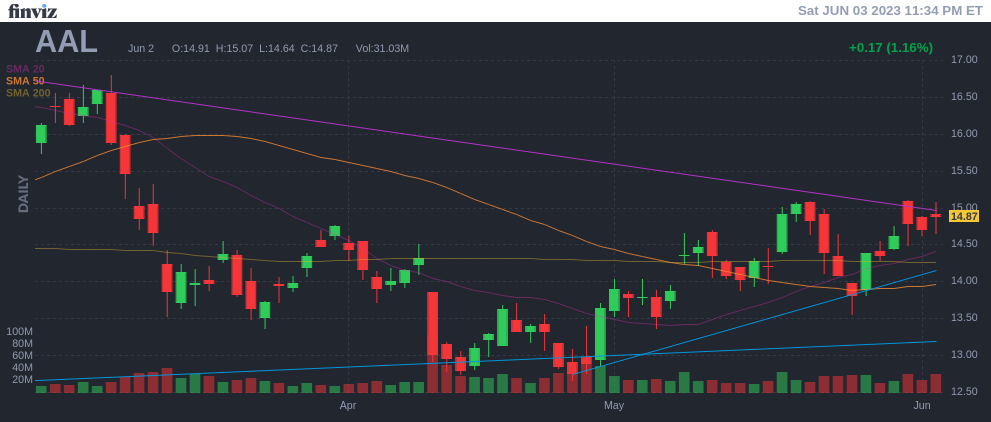 finviz
Sat JUN 03 2023 11:34 PM ET
AAL
Jun 2
O:14.91 H:15.07 L:14.64 C:14.87
Vol:31.03M
+0.17 (1.16%)
SMA 20
SMA 50
SMA 200
DAILY
17.00
16.50
16.00
15.50
15.00
14.87
14.50
14.00
13.50
13.00
12.50
100M
80M
60M
40M
20M
Apr
May
Jun